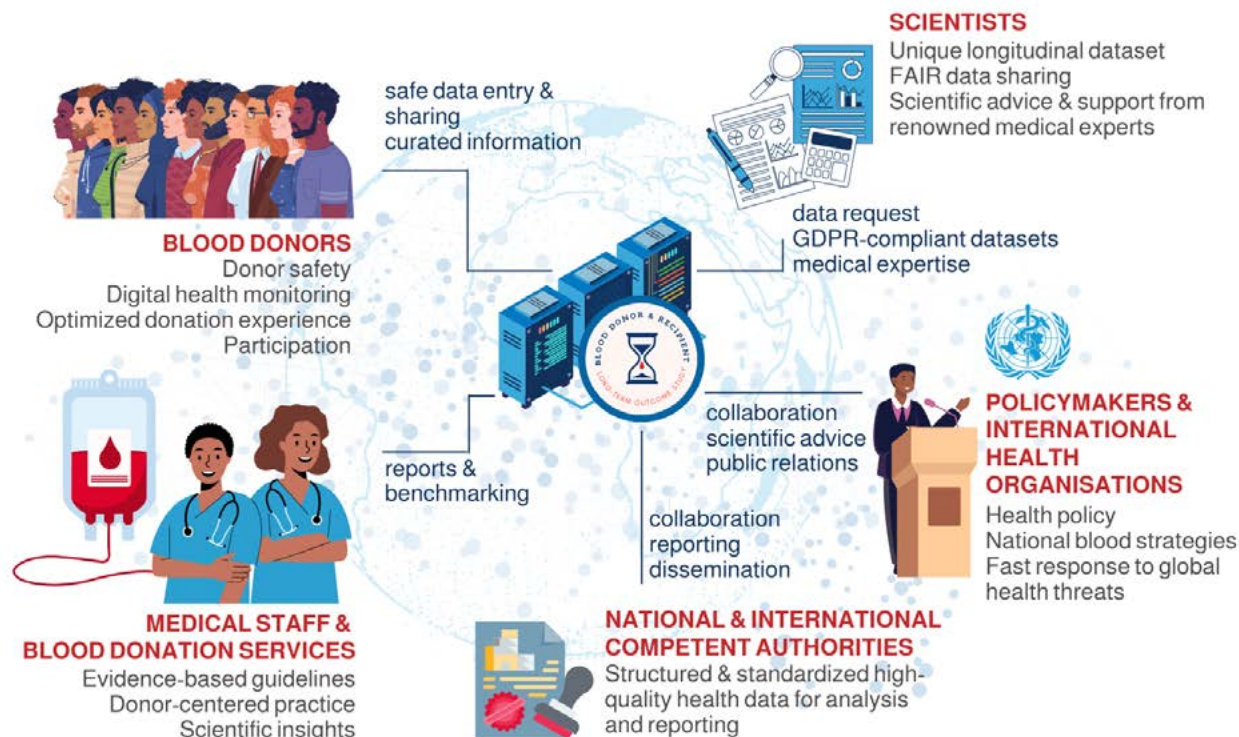 SCIENTISTS
Unique longitudinal dataset
FAIR data sharing
Scientific advice & support from
renowned medical experts
safe data entry &
sharing
curated information
data request
GDPR-compliant datasets
medical expertise
BLOOD DONORS
Donor safety
Digital health monitoring
Optimized donation experience
Participation
BLOOD DONOR & RECIPIENT
LONG-TERM OUTCOME STUDY
collaboration
scientific advice
public relations
POLICYMAKERS &
INTERNATIONAL
HEALTH
ORGANISATIONS
Health policy
National blood strategies
Fast response to global
health threats
reports &
benchmarking
collaboration
reporting
dissemination
MEDICAL STAFF &
BLOOD DONATION SERVICES
Evidence-based guidelines
Donor-centered practice
Scientific insights
NATIONAL & INTERNATIONAL
COMPETENT AUTHORITIES
Structured & standardized high-
quality health data for analysis
and reporting